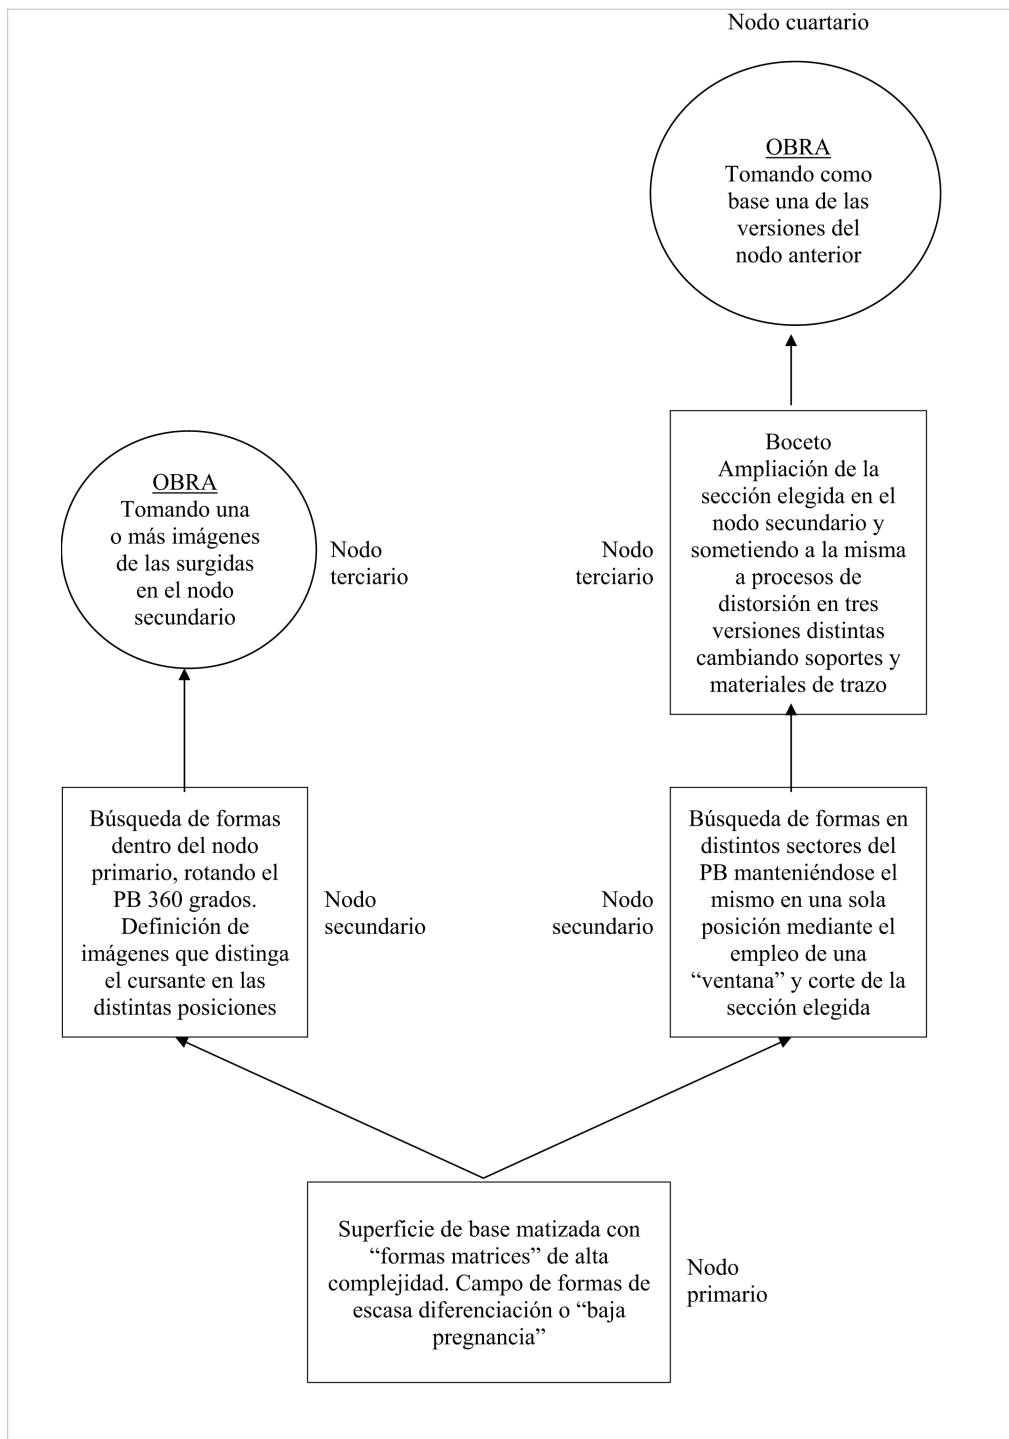 Nodo cuartario
OBRA
Tomando como
base una de las
versiones del
nodo anterior
Boceto
Ampliación de la
sección elegida en el
nodo secundario y
sometiendo a la misma
a procesos de
distorsión en tres
versiones distintas
cambiando soportes y
materiales de trazo
OBRA
Tomando una
o más imágenes
de las surgidas
en el nodo
secundario
Nodo
terciario
Nodo
terciario
Búsqueda de formas
dentro del nodo
primario, rotando el
PB 360 grados.
Definición de
imágenes que distinga
el cursante en las
distintas posiciones
Nodo
secundario
Nodo
secundario
Búsqueda de formas en
distintos sectores del
PB manteniéndose el
mismo en una sola
posición mediante el
empleo de una
“ventana” y corte de la
sección elegida
Superficie de base matizada con
“formas matrices” de alta
complejidad. Campo de formas de
escasa diferenciación o “baja
pregnancia”
Nodo
primario